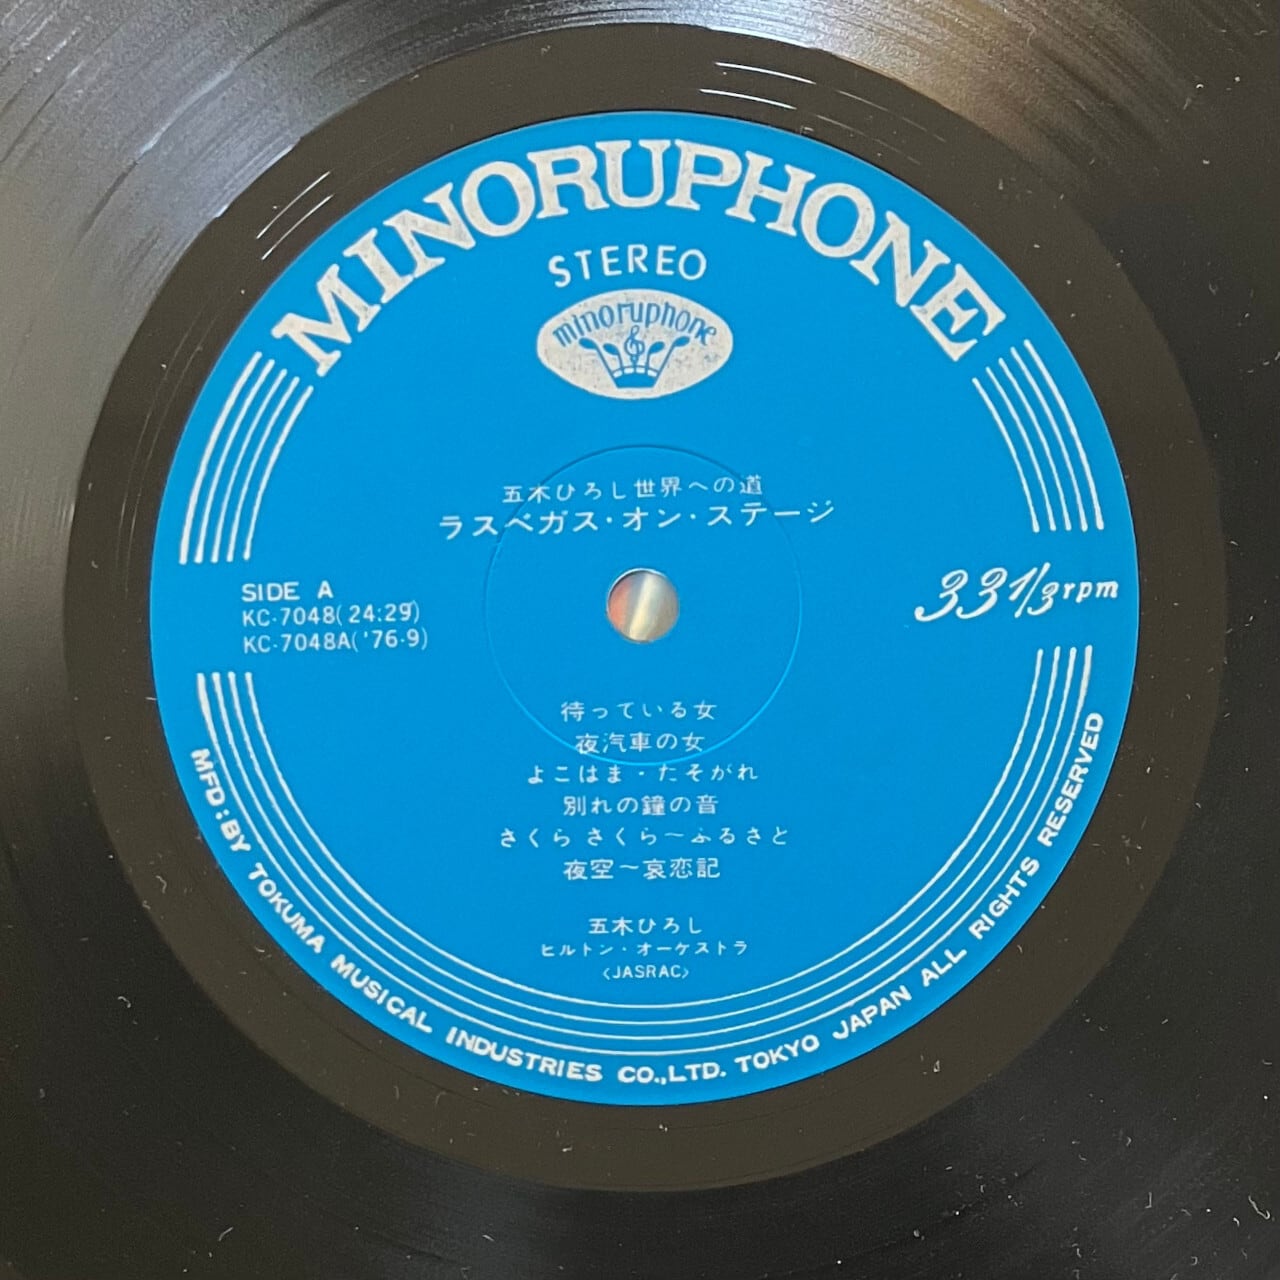 MINORUPHONE
STEREO
minoruphone
五木ひろし世界への道
ラスベガス・オン・ステージ
SIDE A
KC-7048(24:29)
KC-7048A('76・9)
33 1/3 rpm
待っている女
夜汽車の女
よこはま・たそがれ
別れの鐘の音
さくら さくら〜ふるさと
夜空〜哀恋記
五木ひろし
ヒルトン・オーケストラ
〈JASRAC〉
MFD:BY TOKUMA MUSICAL INDUSTRIES CO.,LTD. TOKYO JAPAN ALL RIGHTS RESERVED